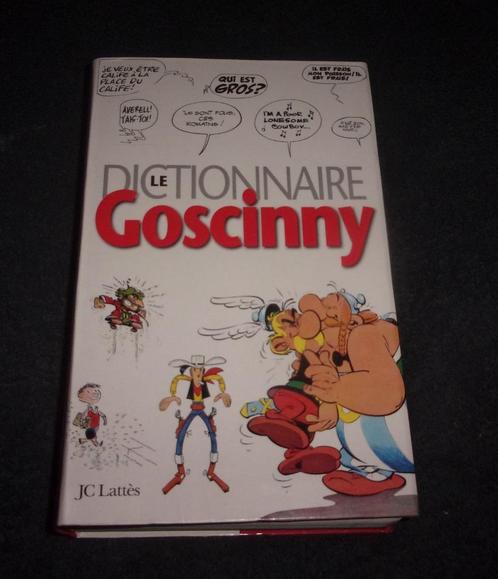 JE VEUX ÊTRE
CALIFE À LA
PLACE DU
CALIFE!
QUI EST
GROS?
IL EST FRAIS
MON POISSON! IL
EST FRAIS!
AVERELL!
TAIS-TOI!
ILS SONT FOUS,
CES
ROMAINS!
I'M A POOR
LONESOME
COWBOY...
LE
DICTIONNAIRE
Goscinny
JC Lattès